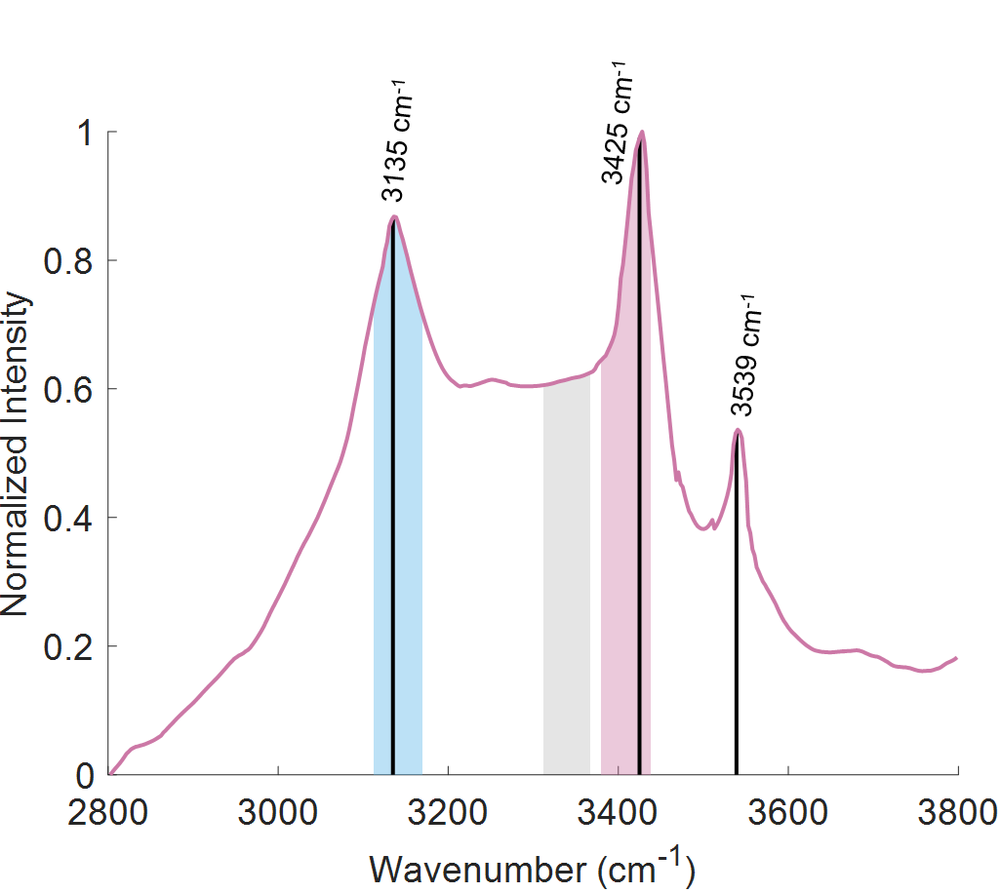 3425 cm-1
3135 cm-1
3539 cm-1
Normalized Intensity
1
0.8
0.6
0.4
0.2
0
2800 3000 3200 3400 3600 3800
Wavenumber (cm-1)